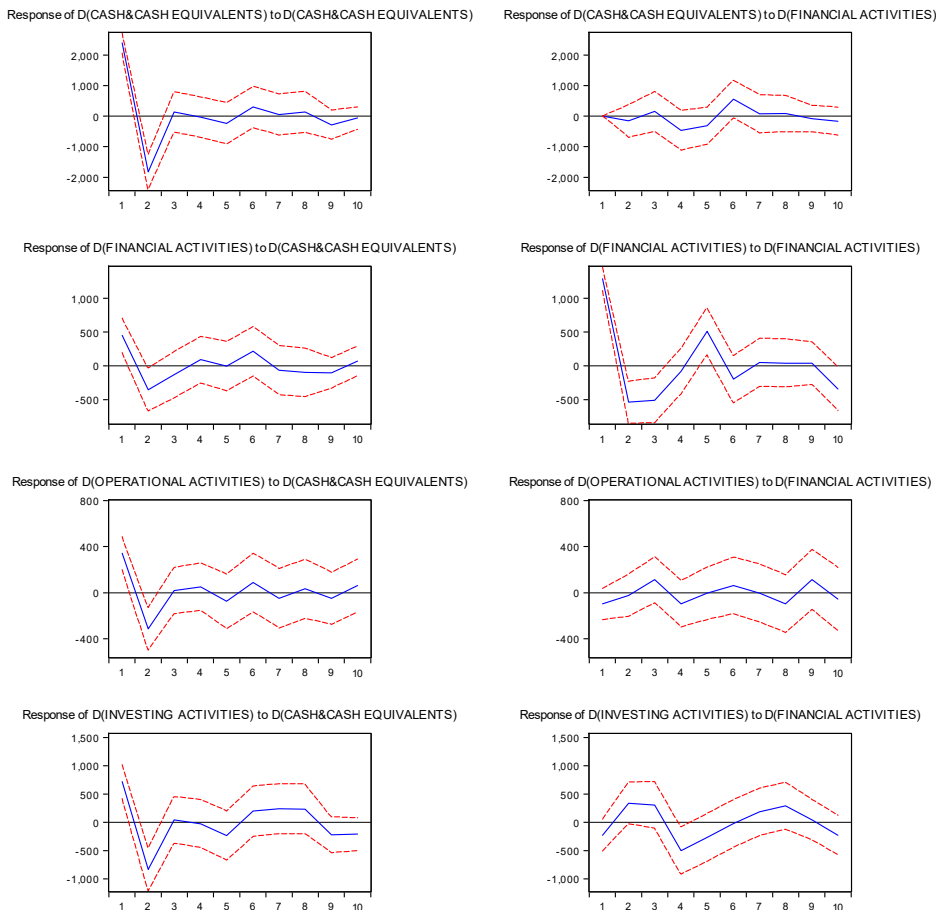 Response of D(CASH&CASH EQUIVALENTS) to D(CASH&CASH EQUIVALENTS)
2,000
1,000
0
-1,000
-2,000
1 2 3 4 5 6 7 8 9 10
Response of D(CASH&CASH EQUIVALENTS) to D(FINANCIAL ACTIVITIES)
2,000
1,000
0
-1,000
-2,000
1 2 3 4 5 6 7 8 9 10
Response of D(FINANCIAL ACTIVITIES) to D(CASH&CASH EQUIVALENTS)
1,000
500
0
-500
1 2 3 4 5 6 7 8 9 10
Response of D(FINANCIAL ACTIVITIES) to D(FINANCIAL ACTIVITIES)
1,000
500
0
-500
1 2 3 4 5 6 7 8 9 10
Response of D(OPERATIONAL ACTIVITIES) to D(CASH&CASH EQUIVALENTS)
800
400
0
-400
1 2 3 4 5 6 7 8 9 10
Response of D(OPERATIONAL ACTIVITIES) to D(FINANCIAL ACTIVITIES)
800
400
0
-400
1 2 3 4 5 6 7 8 9 10
Response of D(INVESTING ACTIVITIES) to D(CASH&CASH EQUIVALENTS)
1,500
1,000
500
0
-500
-1,000
1 2 3 4 5 6 7 8 9 10
Response of D(INVESTING ACTIVITIES) to D(FINANCIAL ACTIVITIES)
1,500
1,000
500
0
-500
-1,000
1 2 3 4 5 6 7 8 9 10